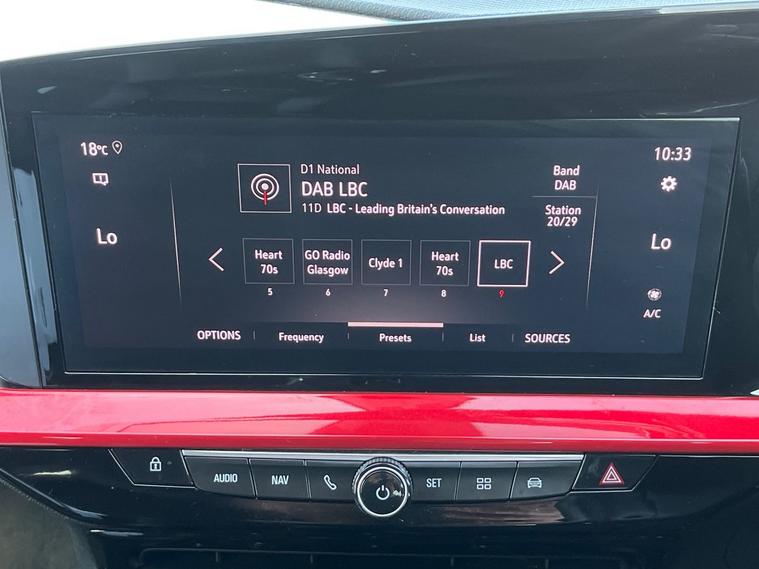 18°C
10:33
D1 National
DAB LBC
11D LBC - Leading Britain's Conversation
Band
DAB
Station
20/29
Lo
Lo
Heart
70s
5
GO Radio
Glasgow
6
Clyde 1
7
Heart
70s
8
LBC
9
A/C
OPTIONS
Frequency
Presets
List
SOURCES
AUDIO
NAV
SET